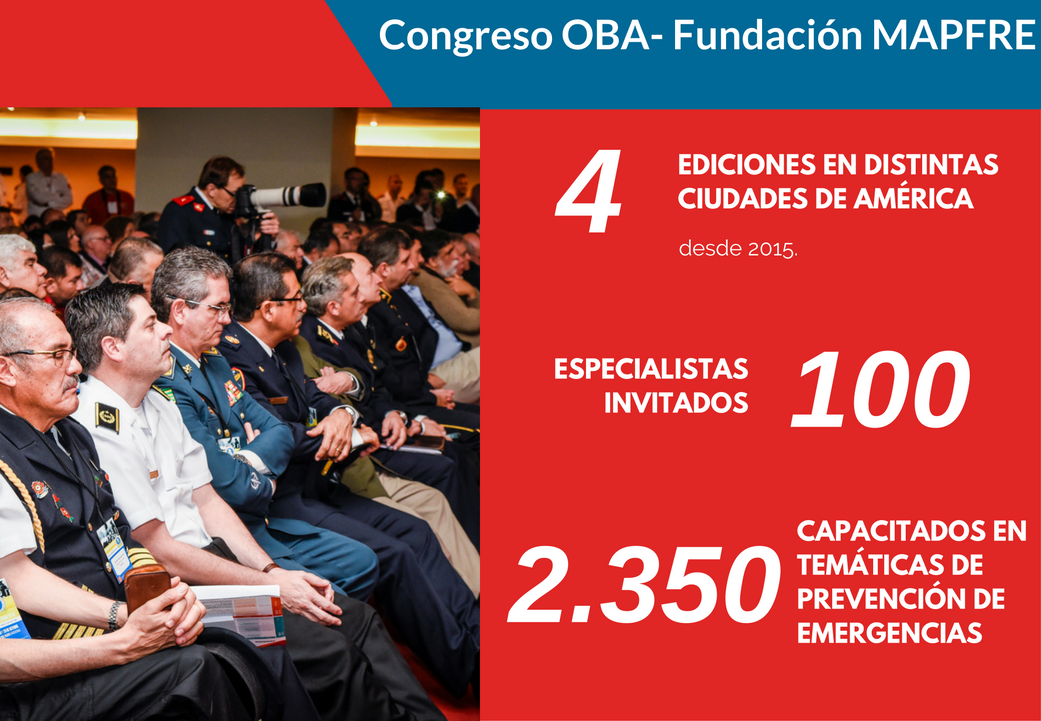 Congreso OBA- Fundación MAPFRE
4
EDICIONES EN DISTINTAS
CIUDADES DE AMÉRICA
desde 2015.
ESPECIALISTAS
INVITADOS
100
2.350
CAPACITADOS EN
TEMÁTICAS DE
PREVENCIÓN DE
EMERGENCIAS